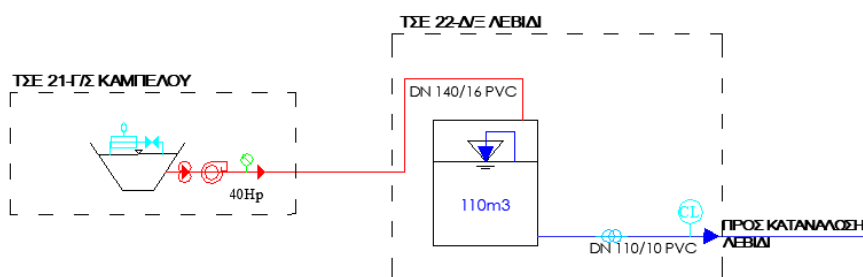 ΤΣΕ 22-Δ/Ξ ΛΕΒΙΔΙ
ΤΣΕ 21-Γ/Σ ΚΑΜΠΕΛΟΥ
DN 140/16 PVC
40Hp
110m3
CL
DN 110/10 PVC
ΠΡΟΣ ΚΑΤΑΝΑΛΟΣΗ
ΛΕΒΙΔΙ